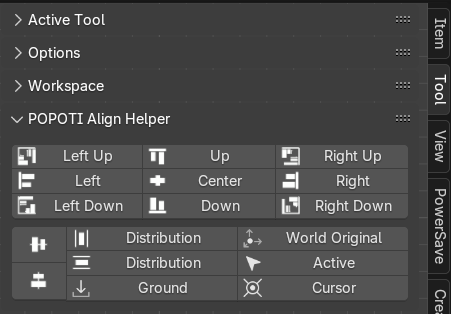 Active Tool
Options
Workspace
POPOTI Align Helper
Left Up Up Right Up
Left Center Right
Left Down Down Right Down
Distribution World Original
Distribution Active
Ground Cursor
Item
Tool
View
PowerSave
Crea